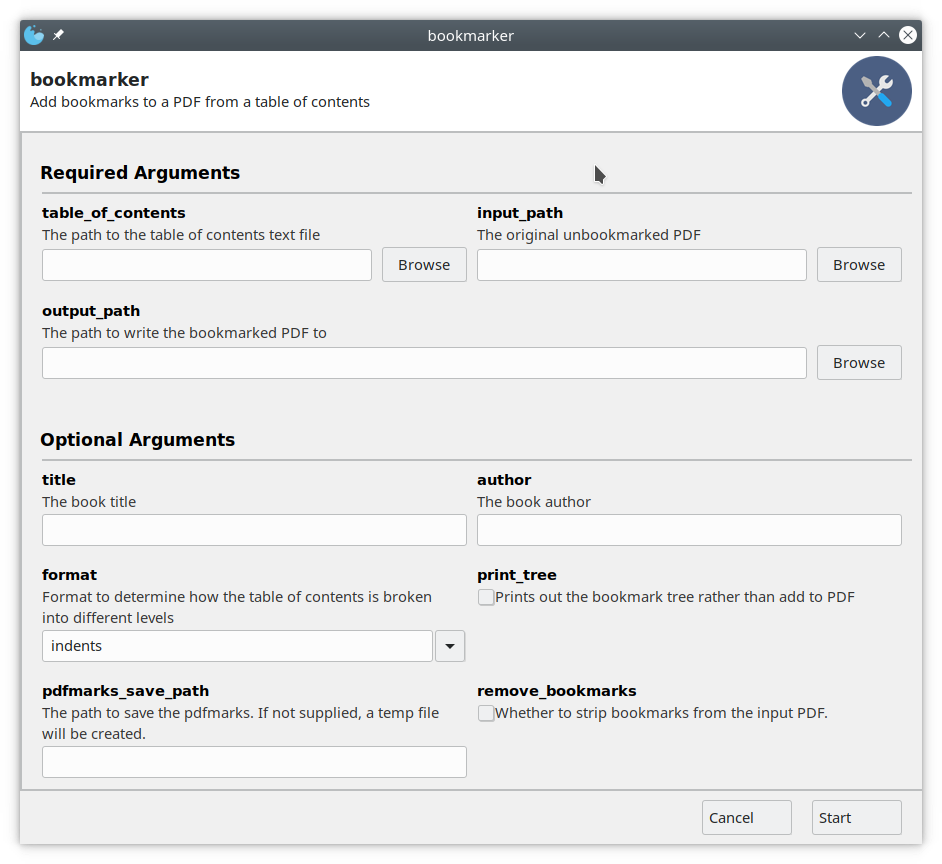 bookmarker
bookmarker
Add bookmarks to a PDF from a table of contents
Required Arguments
table_of_contents
The path to the table of contents text file
Browse
input_path
The original unbookmarked PDF
Browse
output_path
The path to write the bookmarked PDF to
Browse
Optional Arguments
title
The book title
author
The book author
format
Format to determine how the table of contents is broken
into different levels
indents
print_tree
Prints out the bookmark tree rather than add to PDF
pdfmarks_save_path
The path to save the pdfmarks. If not supplied, a temp file
will be created.
remove_bookmarks
Whether to strip bookmarks from the input PDF.
Cancel
Start